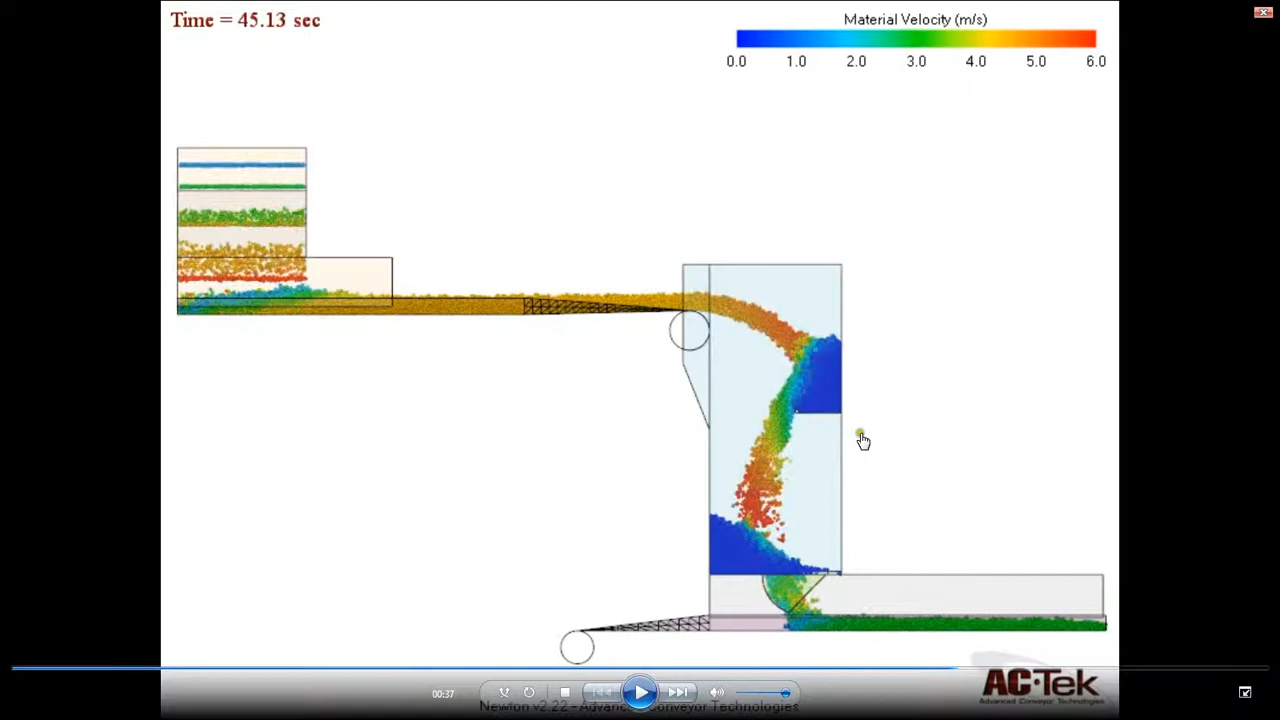 Time = 45.13 sec
Material Velocity (m/s)
0.0 1.0 2.0 3.0 4.0 5.0 6.0
AC-Tek
Advanced Conveyor Technologies
00:37
Newton v2.22 - Advanced Conveyor Technologies